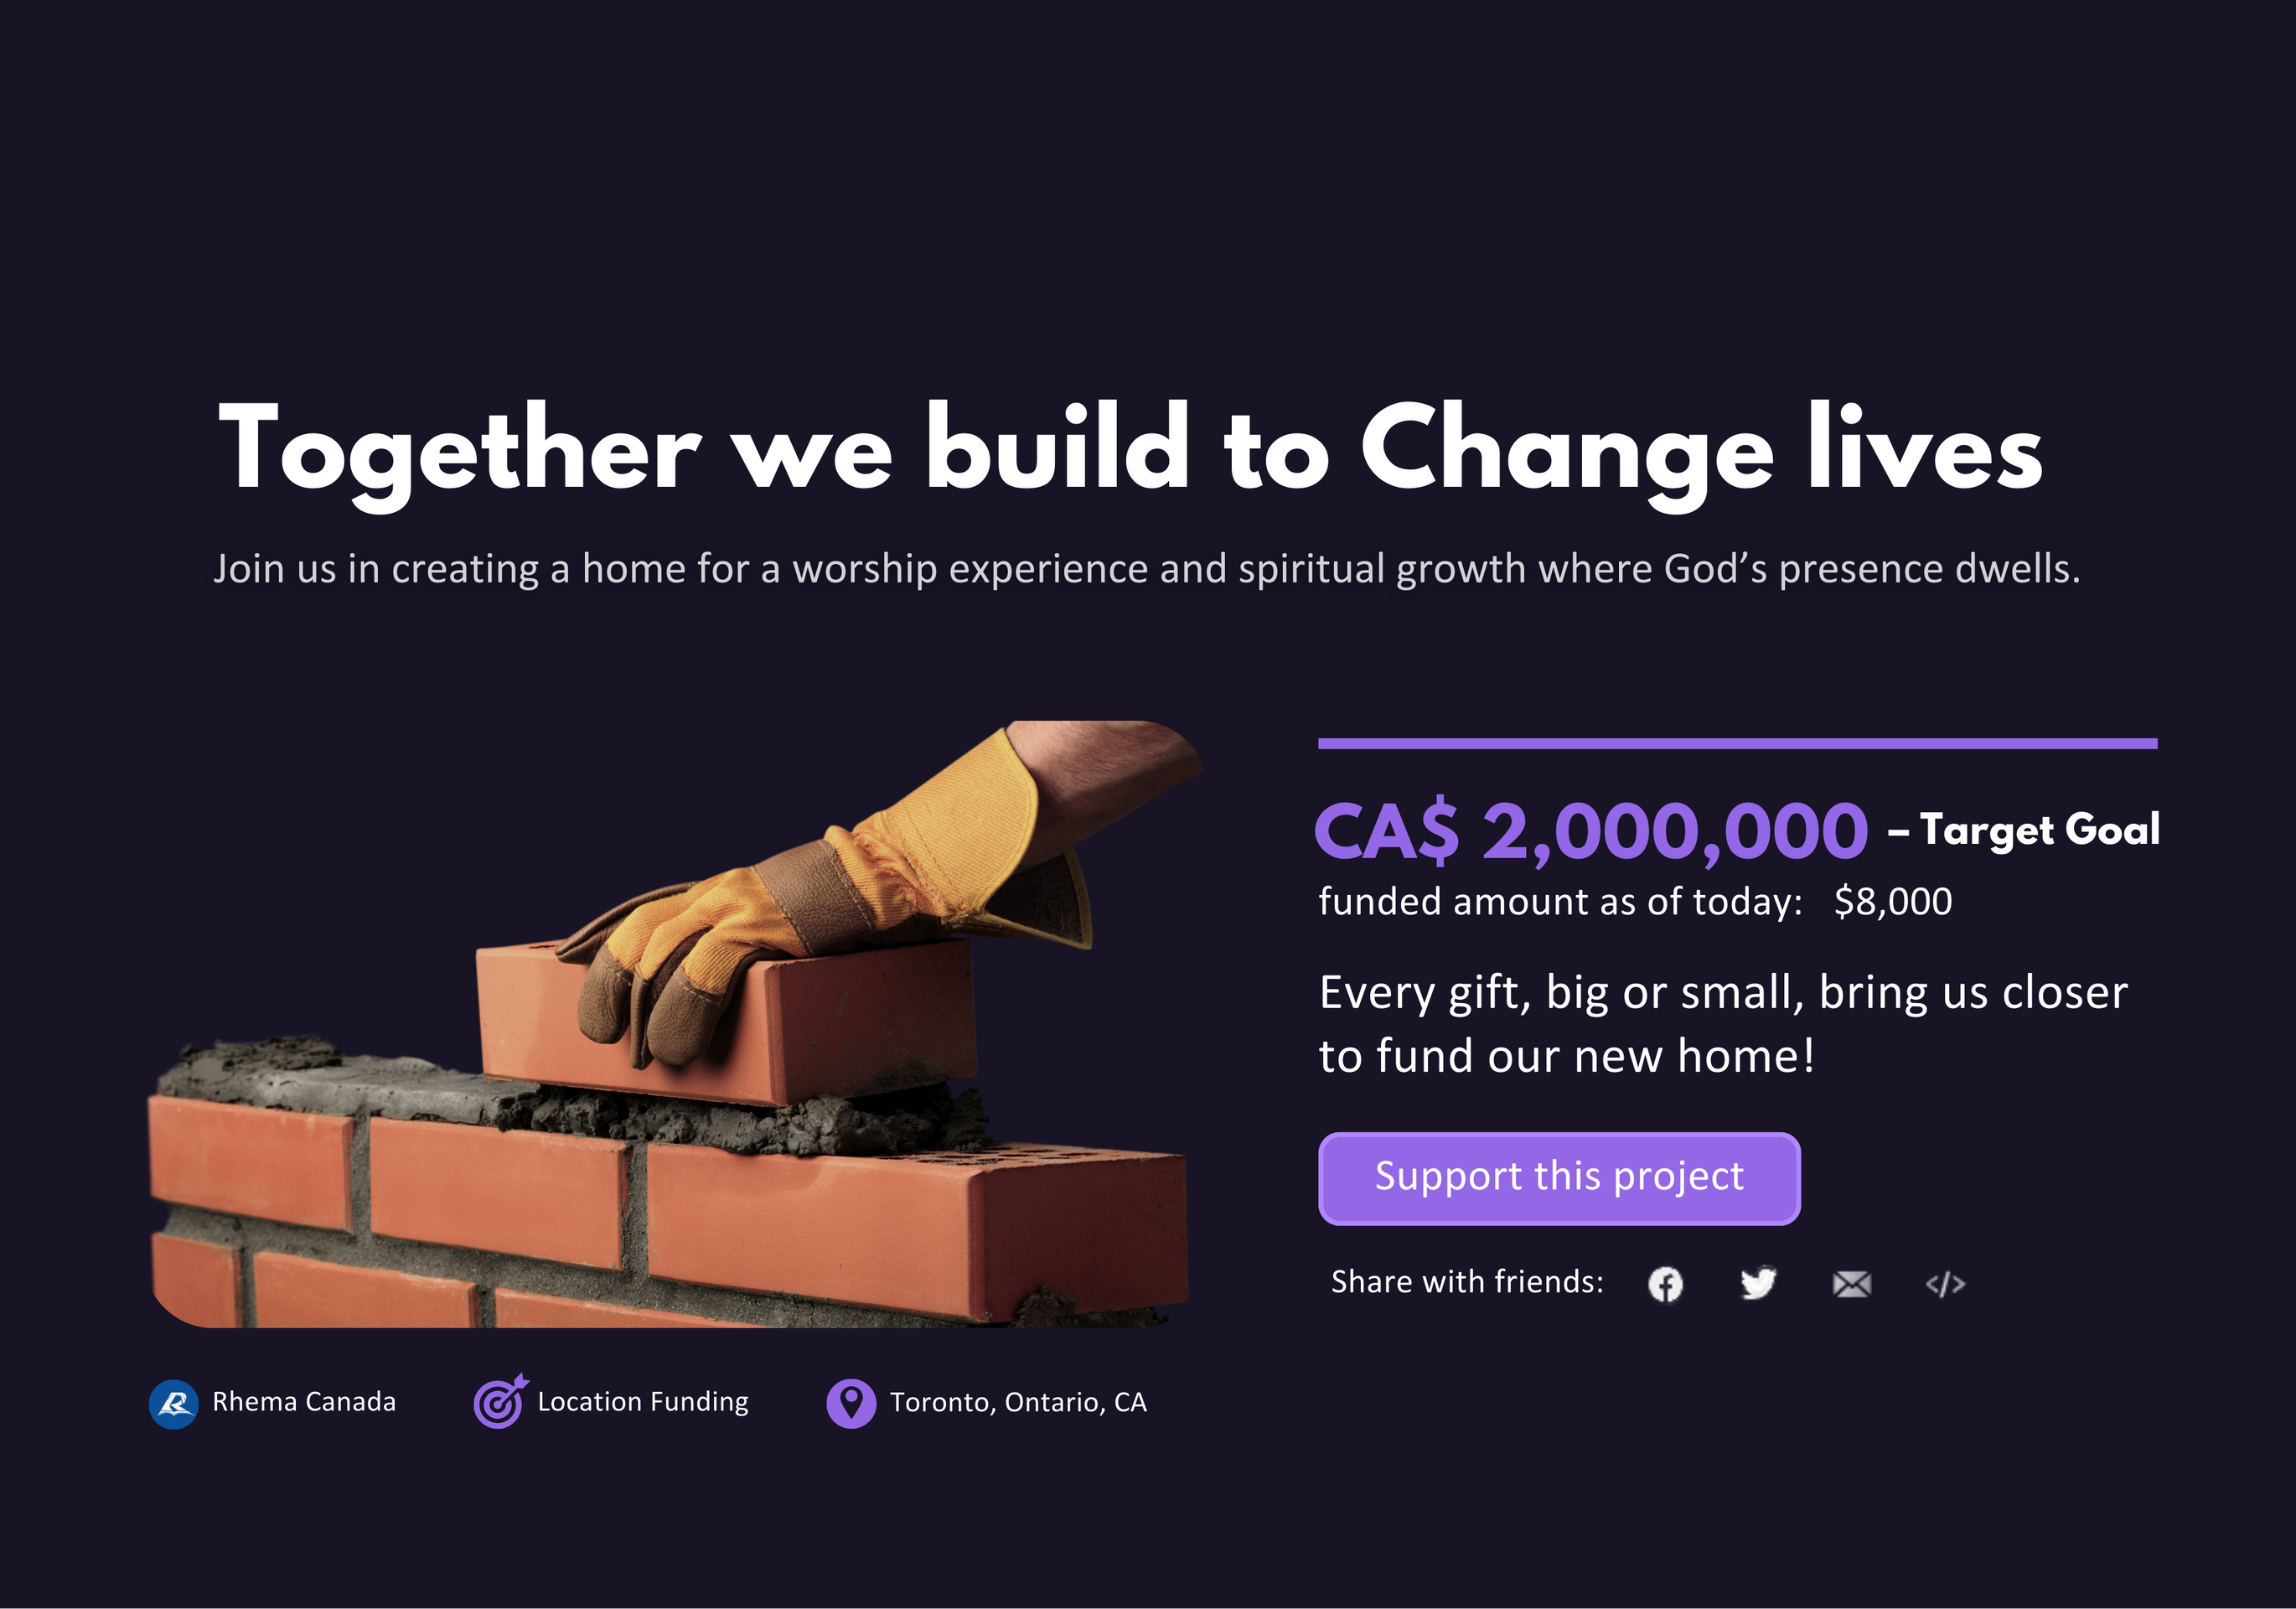 Together we build to Change lives
Join us in creating a home for a worship experience and spiritual growth where God’s presence dwells.
CA$ 2,000,000 – Target Goal
funded amount as of today: $8,000
Every gift, big or small, bring us closer
to fund our new home!
Support this project
Share with friends:
Rhema Canada
Location Funding
Toronto, Ontario, CA